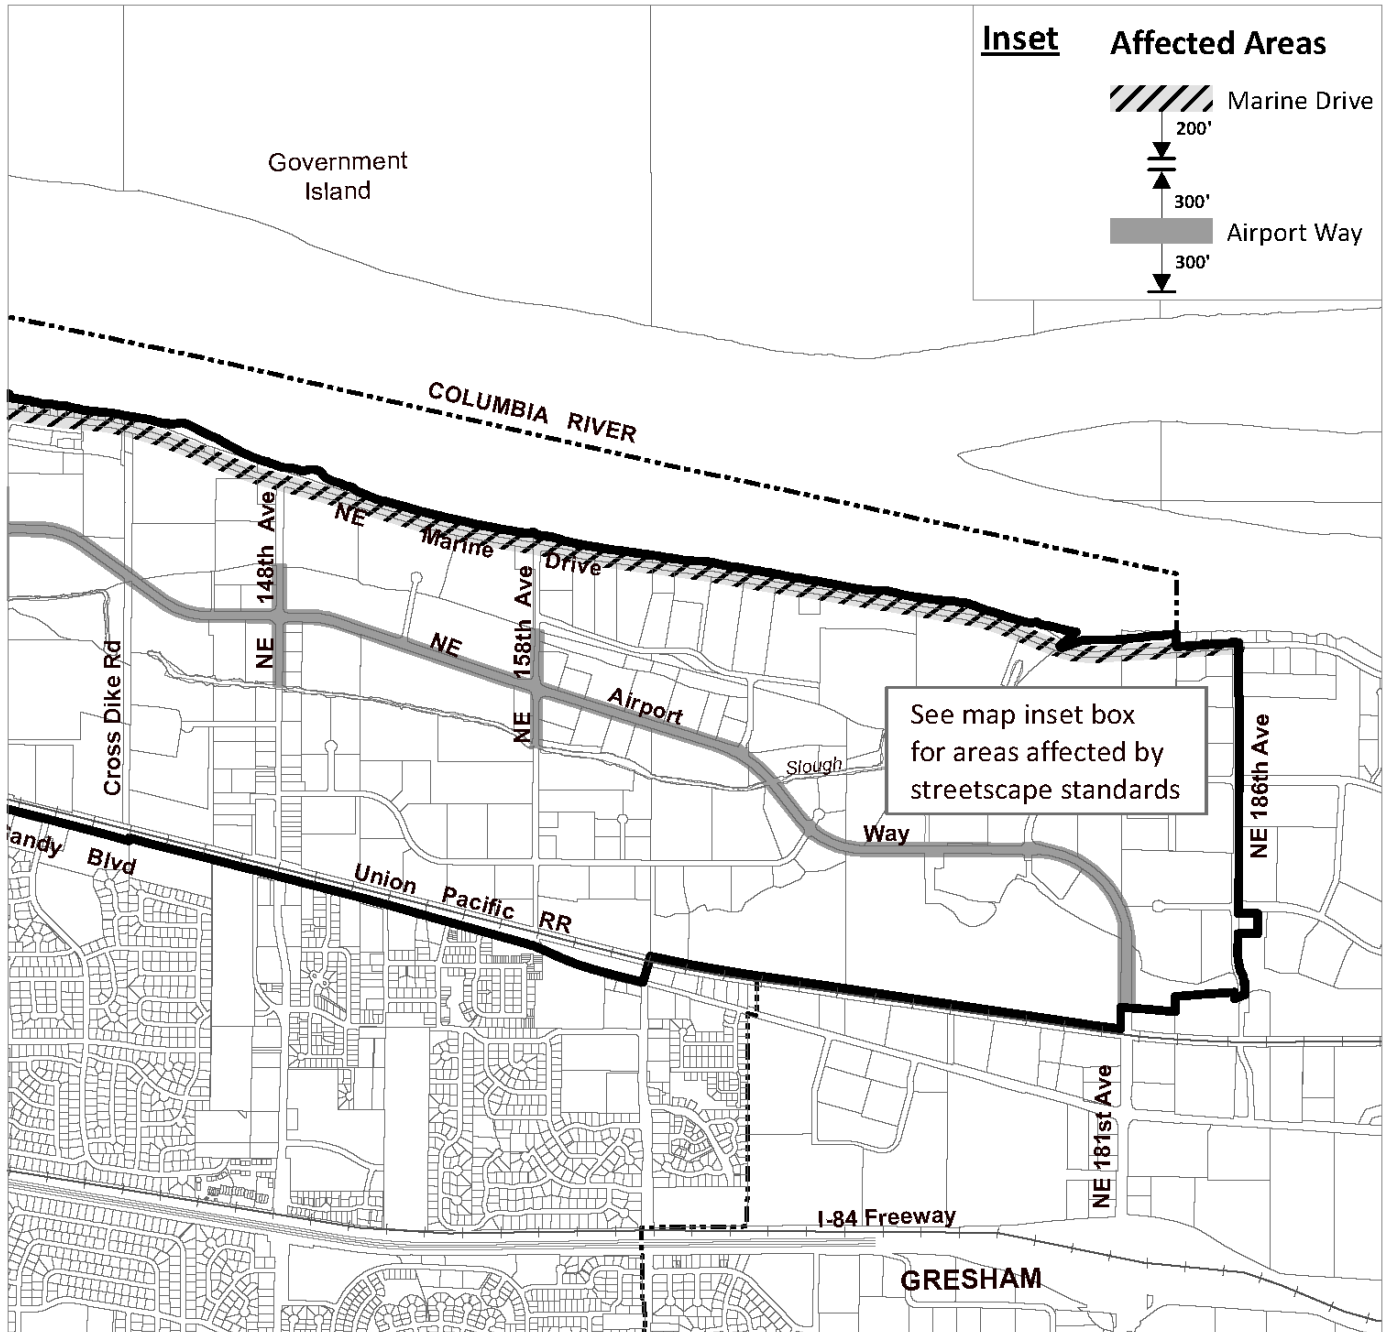 Inset
Affected Areas
Marine Drive
200'
300'
Airport Way
300'
Government
Island
COLUMBIA RIVER
NE Marine Drive
NE 148th Ave
NE 158th Ave
NE Airport Way
Cross Dike Rd
Slough
See map inset box
for areas affected by
streetscape standards
NE 186th Ave
andy Blvd
Union Pacific RR
NE 181st Ave
I-84 Freeway
GRESHAM